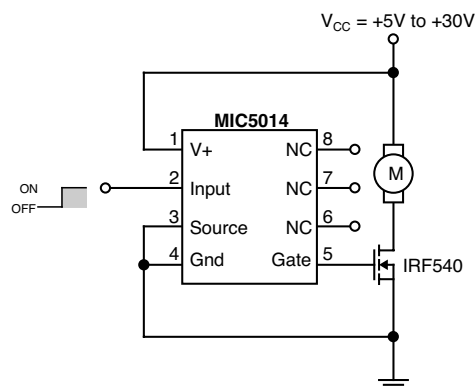 V_CC = +5V to +30V
MIC5014
1 V+ NC 8
ON 2 Input NC 7
OFF
3 Source NC 6
4 Gnd Gate 5
M
IRF540